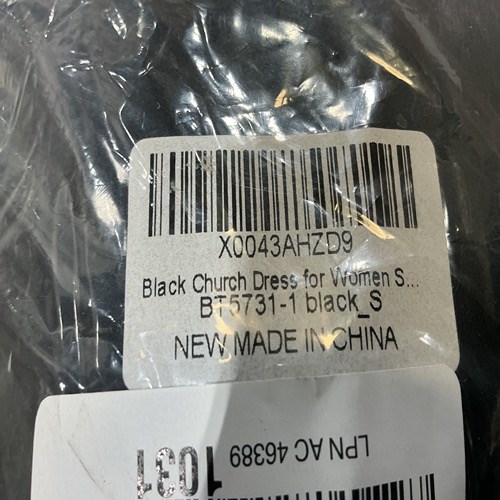 X0043AHZD9
Black Church Dress for Women S...
BT5731-1 black_S
NEW MADE IN CHINA
LPN AC 46389
1031